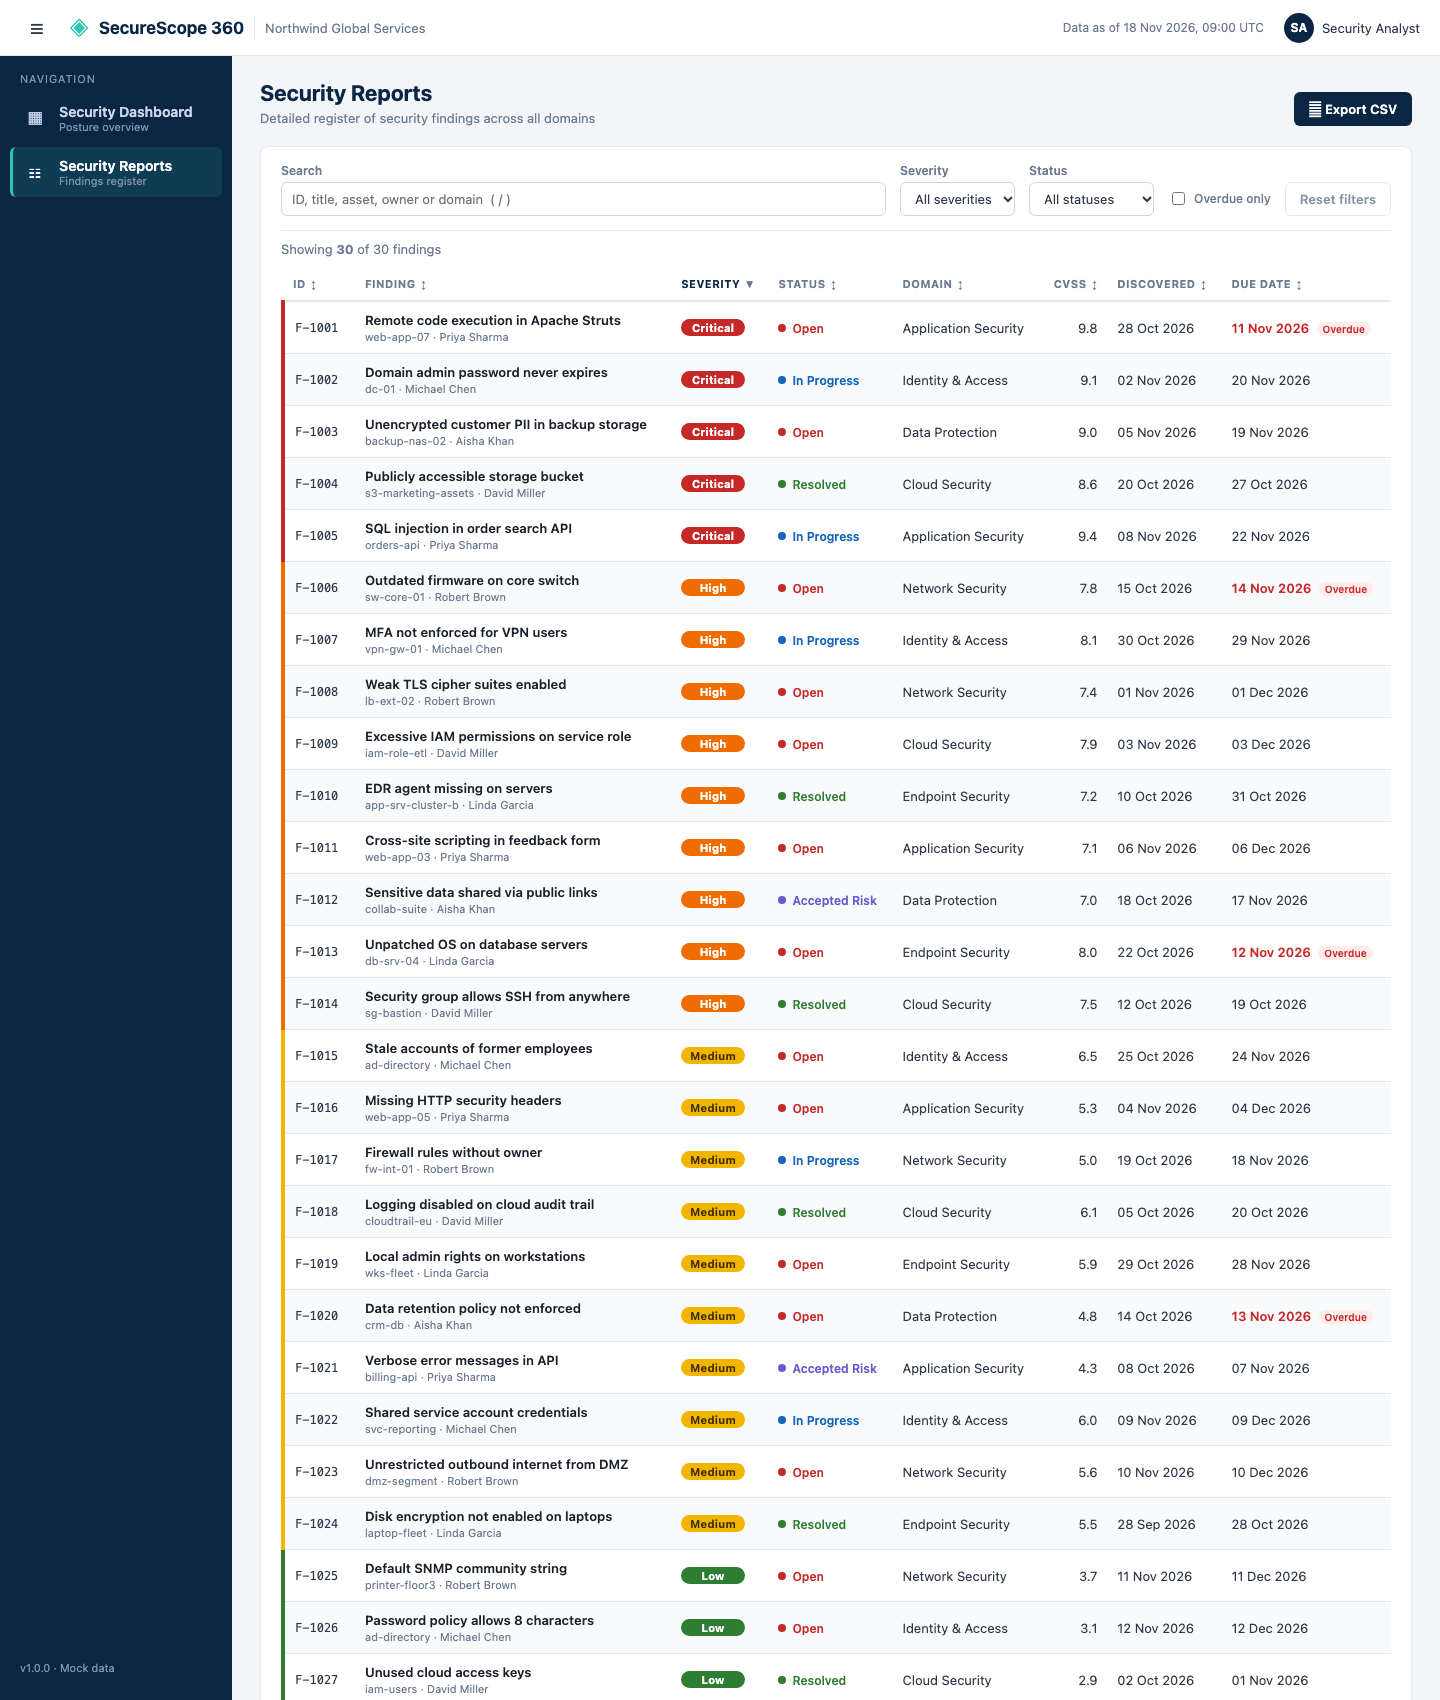 SecureScope 360
Northwind Global Services
Data as of 18 Nov 2026, 09:00 UTC
SA
Security Analyst
NAVIGATION
Security Dashboard
Posture overview
Security Reports
Findings register
v1.0.0 · Mock data
Security Reports
Detailed register of security findings across all domains
Export CSV
Search
Severity
Status
ID, title, asset, owner or domain ( / )
All severities
All statuses
Overdue only
Reset filters
Showing 30 of 30 findings
ID ↕ FINDING ↕ SEVERITY ▼ STATUS ↕ DOMAIN ↕ CVSS ↕ DISCOVERED ↕ DUE DATE ↕
F-1001 Remote code execution in Apache Struts Critical Open Application Security 9.8 28 Oct 2026 11 Nov 2026 Overdue
web-app-07 · Priya Sharma
F-1002 Domain admin password never expires Critical In Progress Identity & Access 9.1 02 Nov 2026 20 Nov 2026
dc-01 · Michael Chen
F-1003 Unencrypted customer PII in backup storage Critical Open Data Protection 9.0 05 Nov 2026 19 Nov 2026
backup-nas-02 · Aisha Khan
F-1004 Publicly accessible storage bucket Critical Resolved Cloud Security 8.6 20 Oct 2026 27 Oct 2026
s3-marketing-assets · David Miller
F-1005 SQL injection in order search API Critical In Progress Application Security 9.4 08 Nov 2026 22 Nov 2026
orders-api · Priya Sharma
F-1006 Outdated firmware on core switch High Open Network Security 7.8 15 Oct 2026 14 Nov 2026 Overdue
sw-core-01 · Robert Brown
F-1007 MFA not enforced for VPN users High In Progress Identity & Access 8.1 30 Oct 2026 29 Nov 2026
vpn-gw-01 · Michael Chen
F-1008 Weak TLS cipher suites enabled High Open Network Security 7.4 01 Nov 2026 01 Dec 2026
lb-ext-02 · Robert Brown
F-1009 Excessive IAM permissions on service role High Open Cloud Security 7.9 03 Nov 2026 03 Dec 2026
iam-role-etl · David Miller
F-1010 EDR agent missing on servers High Resolved Endpoint Security 7.2 10 Oct 2026 31 Oct 2026
app-srv-cluster-b · Linda Garcia
F-1011 Cross-site scripting in feedback form High Open Application Security 7.1 06 Nov 2026 06 Dec 2026
web-app-03 · Priya Sharma
F-1012 Sensitive data shared via public links High Accepted Risk Data Protection 7.0 18 Oct 2026 17 Nov 2026
collab-suite · Aisha Khan
F-1013 Unpatched OS on database servers High Open Endpoint Security 8.0 22 Oct 2026 12 Nov 2026 Overdue
db-srv-04 · Linda Garcia
F-1014 Security group allows SSH from anywhere High Resolved Cloud Security 7.5 12 Oct 2026 19 Oct 2026
sg-bastion · David Miller
F-1015 Stale accounts of former employees Medium Open Identity & Access 6.5 25 Oct 2026 24 Nov 2026
ad-directory · Michael Chen
F-1016 Missing HTTP security headers Medium Open Application Security 5.3 04 Nov 2026 04 Dec 2026
web-app-05 · Priya Sharma
F-1017 Firewall rules without owner Medium In Progress Network Security 5.0 19 Oct 2026 18 Nov 2026
fw-int-01 · Robert Brown
F-1018 Logging disabled on cloud audit trail Medium Resolved Cloud Security 6.1 05 Oct 2026 20 Oct 2026
cloudtrail-eu · David Miller
F-1019 Local admin rights on workstations Medium Open Endpoint Security 5.9 29 Oct 2026 28 Nov 2026
wks-fleet · Linda Garcia
F-1020 Data retention policy not enforced Medium Open Data Protection 4.8 14 Oct 2026 13 Nov 2026 Overdue
crm-db · Aisha Khan
F-1021 Verbose error messages in API Medium Accepted Risk Application Security 4.3 08 Oct 2026 07 Nov 2026
billing-api · Priya Sharma
F-1022 Shared service account credentials Medium In Progress Identity & Access 6.0 09 Nov 2026 09 Dec 2026
svc-reporting · Michael Chen
F-1023 Unrestricted outbound internet from DMZ Medium Open Network Security 5.6 10 Nov 2026 10 Dec 2026
dmz-segment · Robert Brown
F-1024 Disk encryption not enabled on laptops Medium Resolved Endpoint Security 5.5 28 Sep 2026 28 Oct 2026
laptop-fleet · Linda Garcia
F-1025 Default SNMP community string Low Open Network Security 3.7 11 Nov 2026 11 Dec 2026
printer-floor3 · Robert Brown
F-1026 Password policy allows 8 characters Low Open Identity & Access 3.1 12 Nov 2026 12 Dec 2026
ad-directory · Michael Chen
F-1027 Unused cloud access keys Low Resolved Cloud Security 2.9 02 Oct 2026 01 Nov 2026
iam-users · David Miller